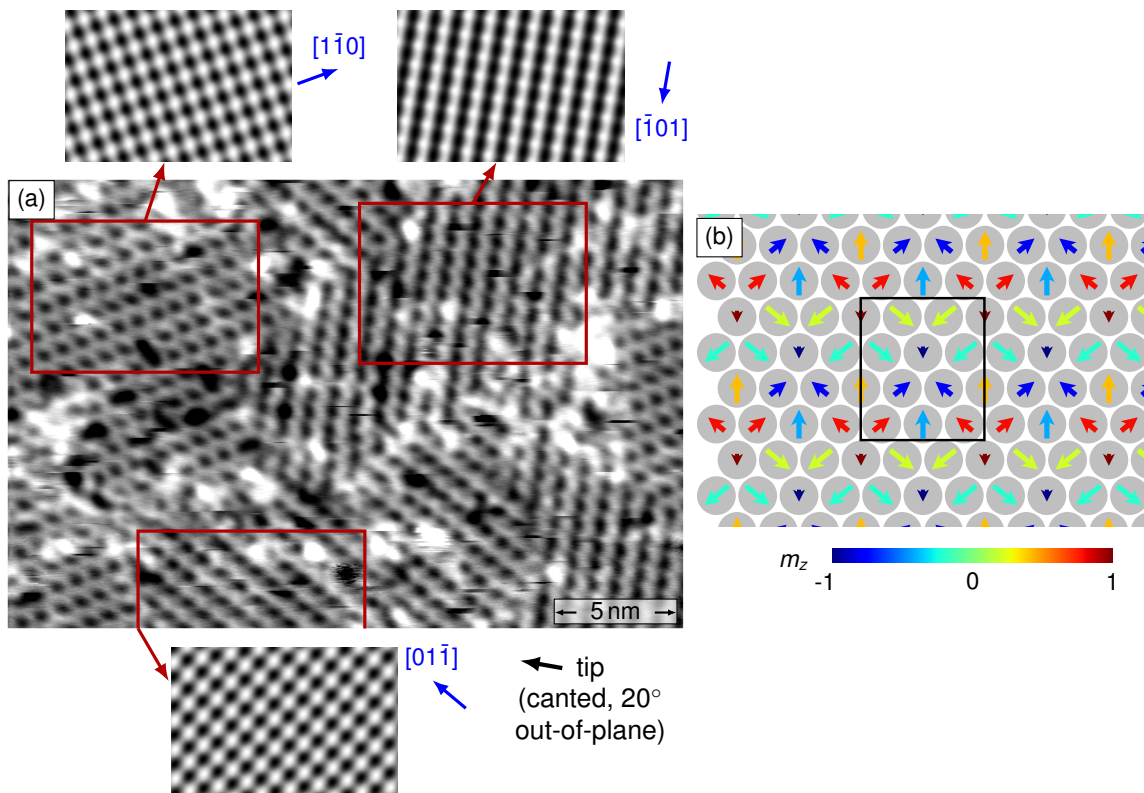 [11̄0]
[1̄01]
(a)
(b)
5 nm
m_z
-1 0 1
[011̄]
tip
(canted, 20°
out-of-plane)